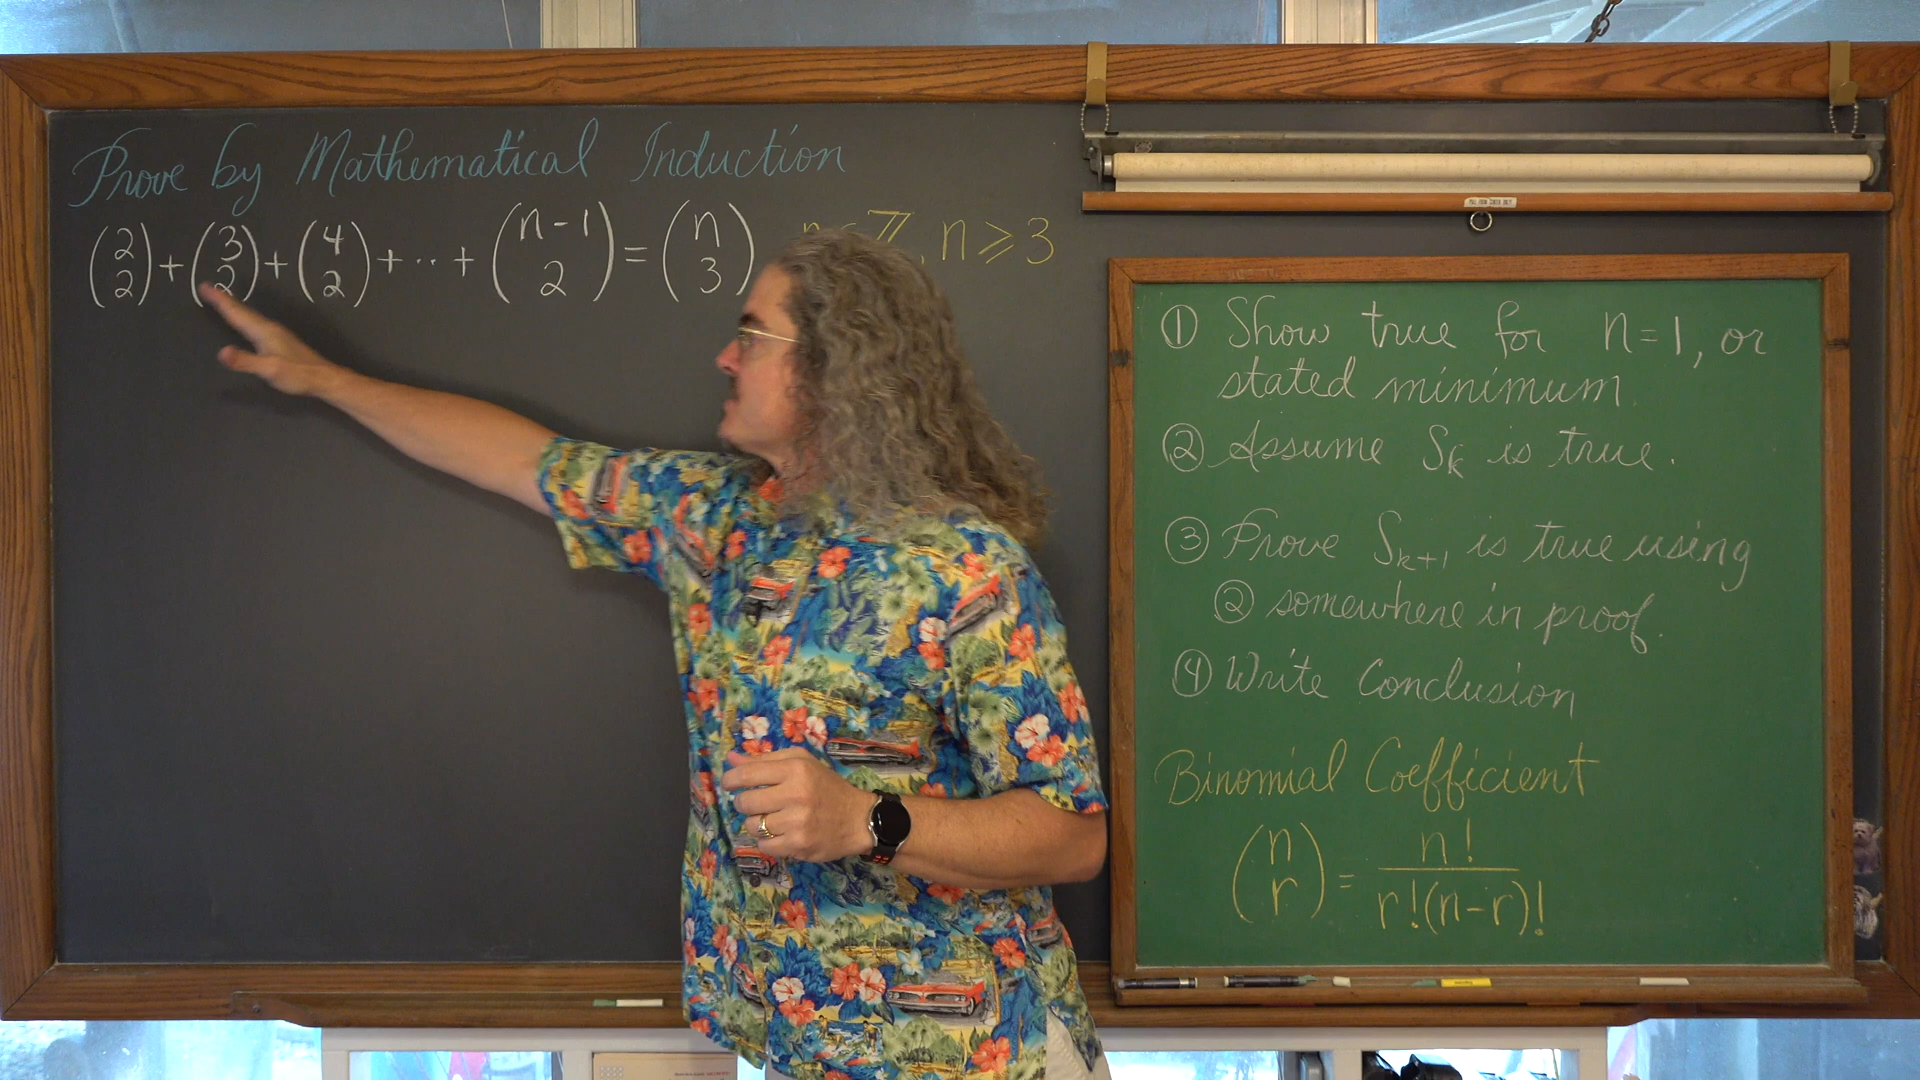 Prove by Mathematical Induction
(2 2) + (3 2) + (4 2) + ... + (n-1 2) = (n 3) n ∈ ℤ, n ⩾ 3
① Show true for n=1, or
stated minimum.
② Assume Sk is true.
③ Prove Sk+1 is true using
② somewhere in proof.
④ Write Conclusion
Binomial Coefficient
(n r) = n! / r!(n-r)!